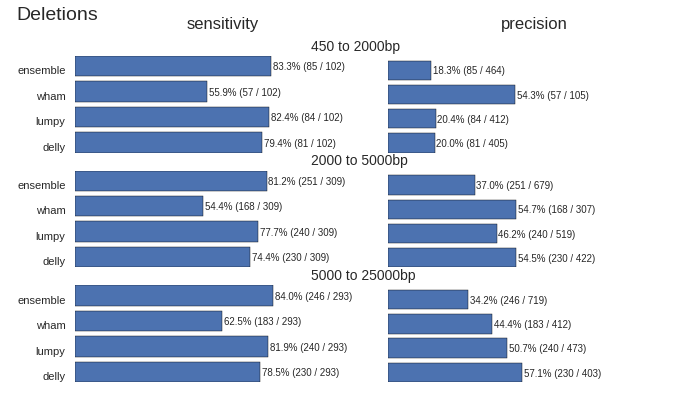 Deletions
sensitivity precision
450 to 2000bp
ensemble 83.3% (85 / 102) 18.3% (85 / 464)
wham 55.9% (57 / 102) 54.3% (57 / 105)
lumpy 82.4% (84 / 102) 20.4% (84 / 412)
delly 79.4% (81 / 102) 20.0% (81 / 405)
2000 to 5000bp
ensemble 81.2% (251 / 309) 37.0% (251 / 679)
wham 54.4% (168 / 309) 54.7% (168 / 307)
lumpy 77.7% (240 / 309) 46.2% (240 / 519)
delly 74.4% (230 / 309) 54.5% (230 / 422)
5000 to 25000bp
ensemble 84.0% (246 / 293) 34.2% (246 / 719)
wham 62.5% (183 / 293) 44.4% (183 / 412)
lumpy 81.9% (240 / 293) 50.7% (240 / 473)
delly 78.5% (230 / 293) 57.1% (230 / 403)